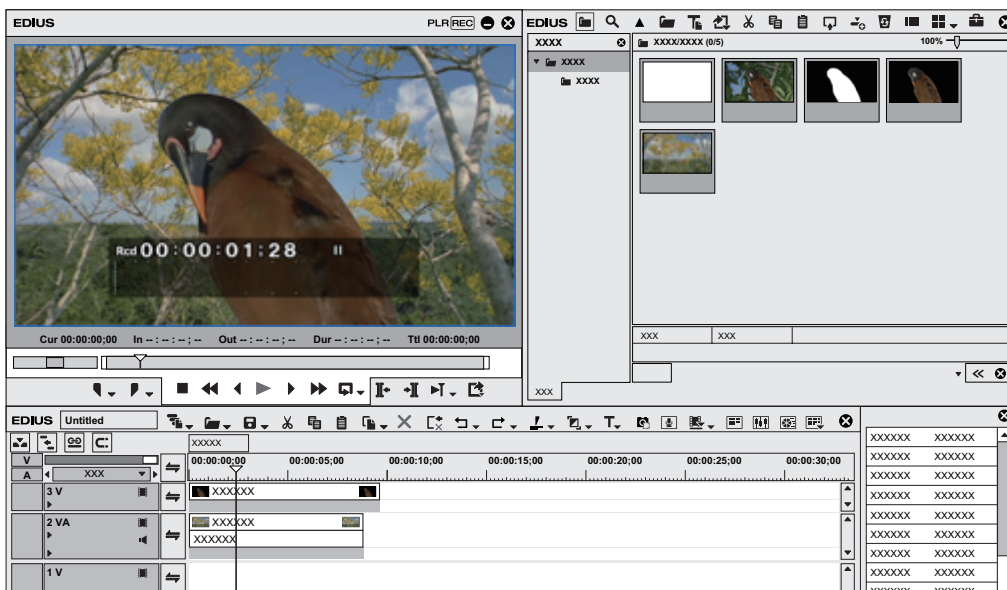 EDIUS PLR REC
Rcd 00:00:01;28 II
Cur 00:00:00;00 In -- : -- : -- ; -- Out -- : -- : -- ; -- Dur -- : -- : -- ; -- Ttl 00:00:00;00
EDIUS
XXXX
XXXX
XXXX
XXXX/XXXX (0/5) 100%
XXX XXX
XXX
EDIUS Untitled
XXXXX
V
A XXX
00:00:00;00 00:00:05;00 00:00:10;00 00:00:15;00 00:00:20;00 00:00:25;00 00:00:30;00
3 V XXXXXX
2 VA XXXXXX
XXXXXX
1 V
XXXXXX XXXXXX
XXXXXX XXXXXX
XXXXXX XXXXXX
XXXXXX XXXXXX
XXXXXX XXXXXX
XXXXXX XXXXXX
XXXXXX XXXXXX
XXXXXX XXXXXX
XXXXXX XXXXXX